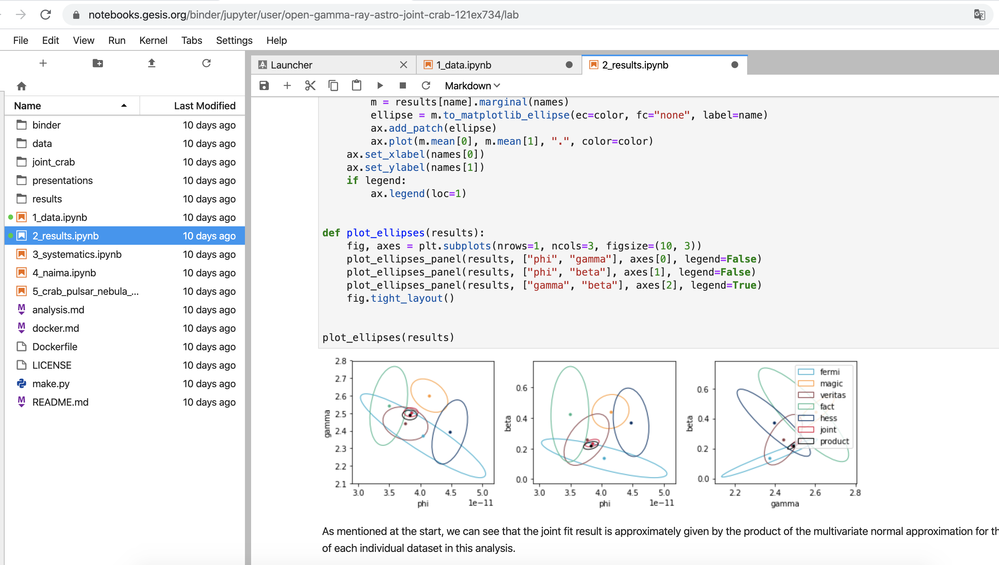 notebooks.gesis.org/binder/jupyter/user/open-gamma-ray-astro-joint-crab-121ex734/lab
File Edit View Run Kernel Tabs Settings Help
Launcher 1_data.ipynb 2_results.ipynb
Markdown
Name Last Modified
binder 10 days ago
data 10 days ago
joint_crab 10 days ago
presentations 10 days ago
results 10 days ago
1_data.ipynb 10 days ago
2_results.ipynb 10 days ago
3_systematics.ipynb 10 days ago
4_naima.ipynb 10 days ago
5_crab_pulsar_nebula_... 10 days ago
analysis.md 10 days ago
docker.md 10 days ago
Dockerfile 10 days ago
LICENSE 10 days ago
make.py 10 days ago
README.md 10 days ago
m = results[name].marginal(names)
ellipse = m.to_matplotlib_ellipse(ec=color, fc="none", label=name)
ax.add_patch(ellipse)
ax.plot(m.mean[0], m.mean[1], ".", color=color)
ax.set_xlabel(names[0])
ax.set_ylabel(names[1])
if legend:
ax.legend(loc=1)
def plot_ellipses(results):
fig, axes = plt.subplots(nrows=1, ncols=3, figsize=(10, 3))
plot_ellipses_panel(results, ["phi", "gamma"], axes[0], legend=False)
plot_ellipses_panel(results, ["phi", "beta"], axes[1], legend=False)
plot_ellipses_panel(results, ["gamma", "beta"], axes[2], legend=True)
fig.tight_layout()
plot_ellipses(results)
2.8
2.7
2.6
2.5
2.4
2.3
2.2
2.1
gamma
3.0 3.5 4.0 4.5 5.0
phi 1e−11
0.6
0.4
0.2
0.0
beta
3.0 3.5 4.0 4.5 5.0
phi 1e−11
0.6
0.4
0.2
0.0
beta
2.2 2.4 2.6 2.8
gamma
fermi
magic
veritas
fact
hess
joint
product
As mentioned at the start, we can see that the joint fit result is approximately given by the product of the multivariate normal approximation for
of each individual dataset in this analysis.